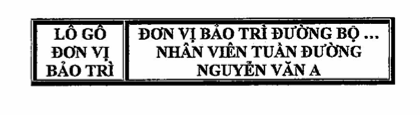 LÔ GÔ
ĐƠN VỊ
BẢO TRÌ
ĐƠN VỊ BẢO TRÌ ĐƯỜNG BỘ ...
NHÂN VIÊN TUẦN ĐƯỜNG
NGUYỄN VĂN A